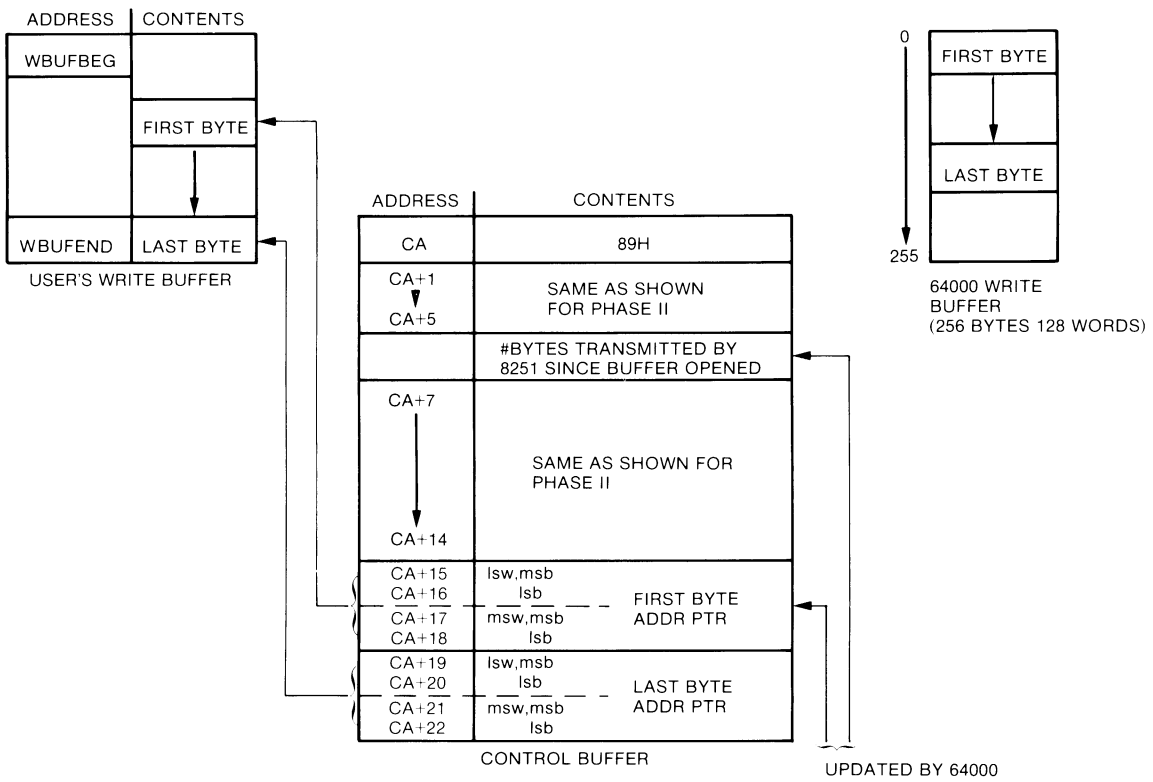 ADDRESS CONTENTS
WBUFBEG
FIRST BYTE
WBUFEND LAST BYTE
USER'S WRITE BUFFER
0
FIRST BYTE
LAST BYTE
255
64000 WRITE
BUFFER
(256 BYTES 128 WORDS)
ADDRESS CONTENTS
CA 89H
CA+1
CA+5
SAME AS SHOWN
FOR PHASE II
#BYTES TRANSMITTED BY
8251 SINCE BUFFER OPENED
CA+7
CA+14
SAME AS SHOWN FOR
PHASE II
CA+15 lsw,msb
CA+16 lsb
CA+17 msw,msb
CA+18 lsb
FIRST BYTE
ADDR PTR
CA+19 lsw,msb
CA+20 lsb
CA+21 msw,msb
CA+22 lsb
LAST BYTE
ADDR PTR
CONTROL BUFFER
UPDATED BY 64000